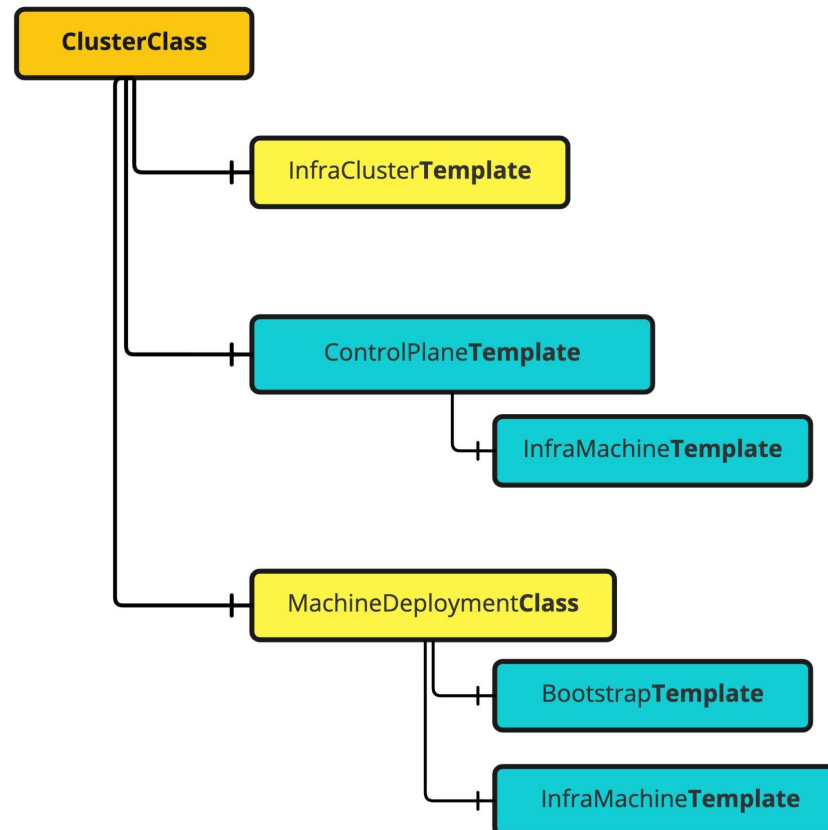 ClusterClass
InfraClusterTemplate
ControlPlaneTemplate
InfraMachineTemplate
MachineDeploymentClass
BootstrapTemplate
InfraMachineTemplate